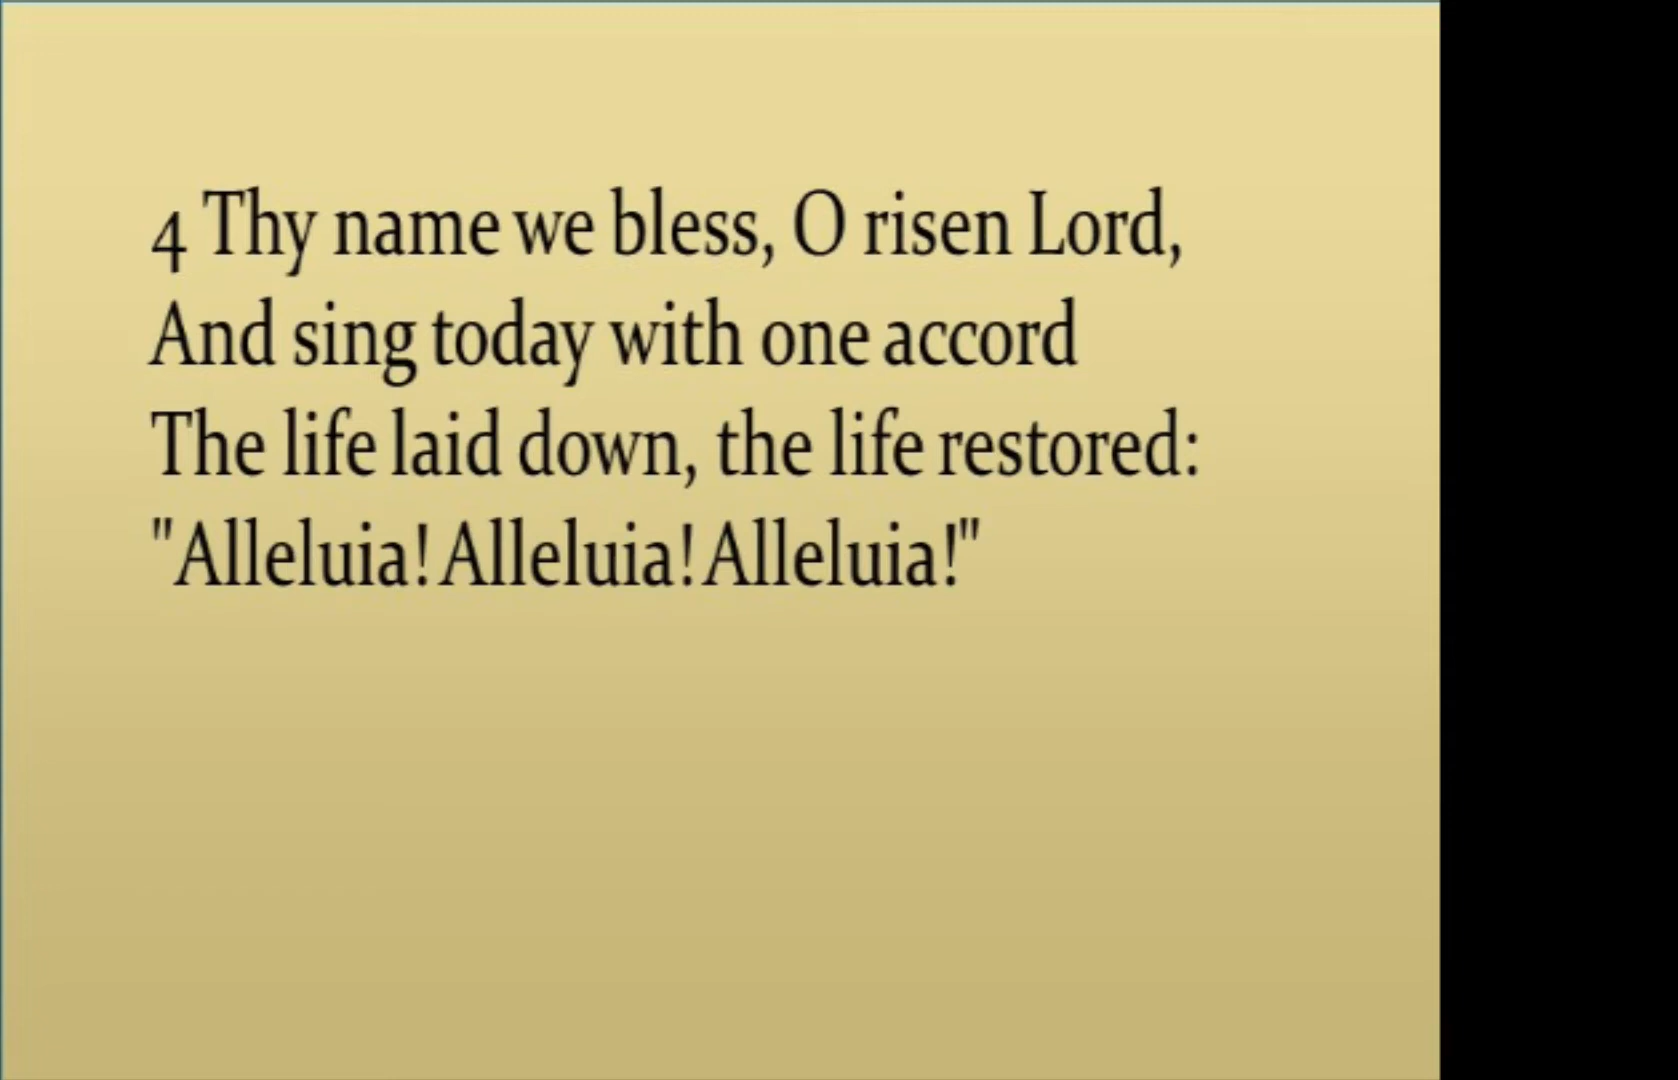 4 Thy name we bless, O risen Lord,
And sing today with one accord
The life laid down, the life restored:
"Alleluia! Alleluia! Alleluia!"